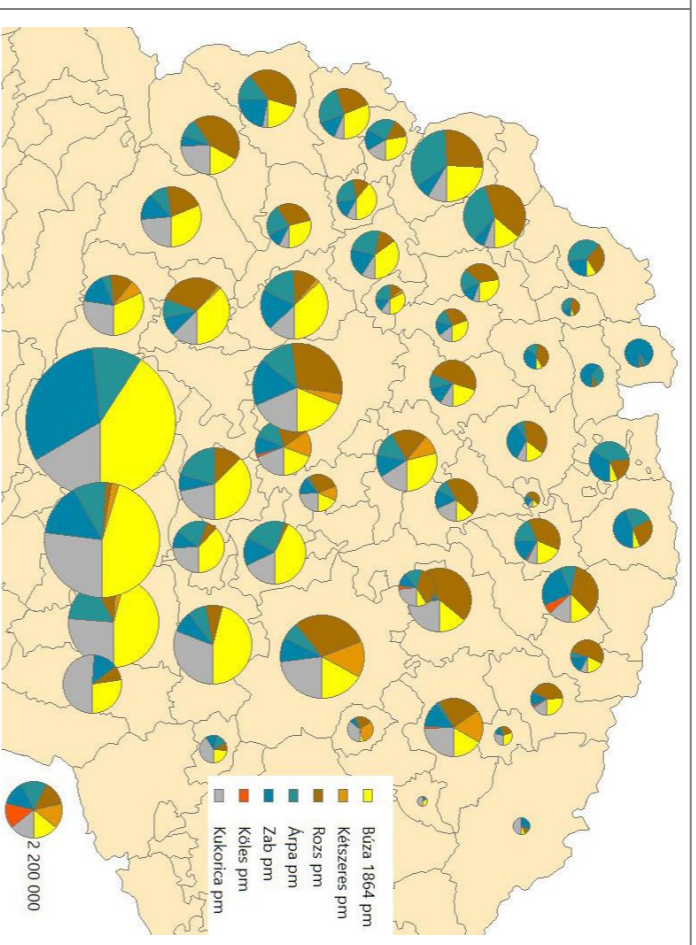 Búza 1864 pm
Kétszeres pm
Rozs pm
Árpa pm
Zab pm
Köles pm
Kukorica pm
2 200 000